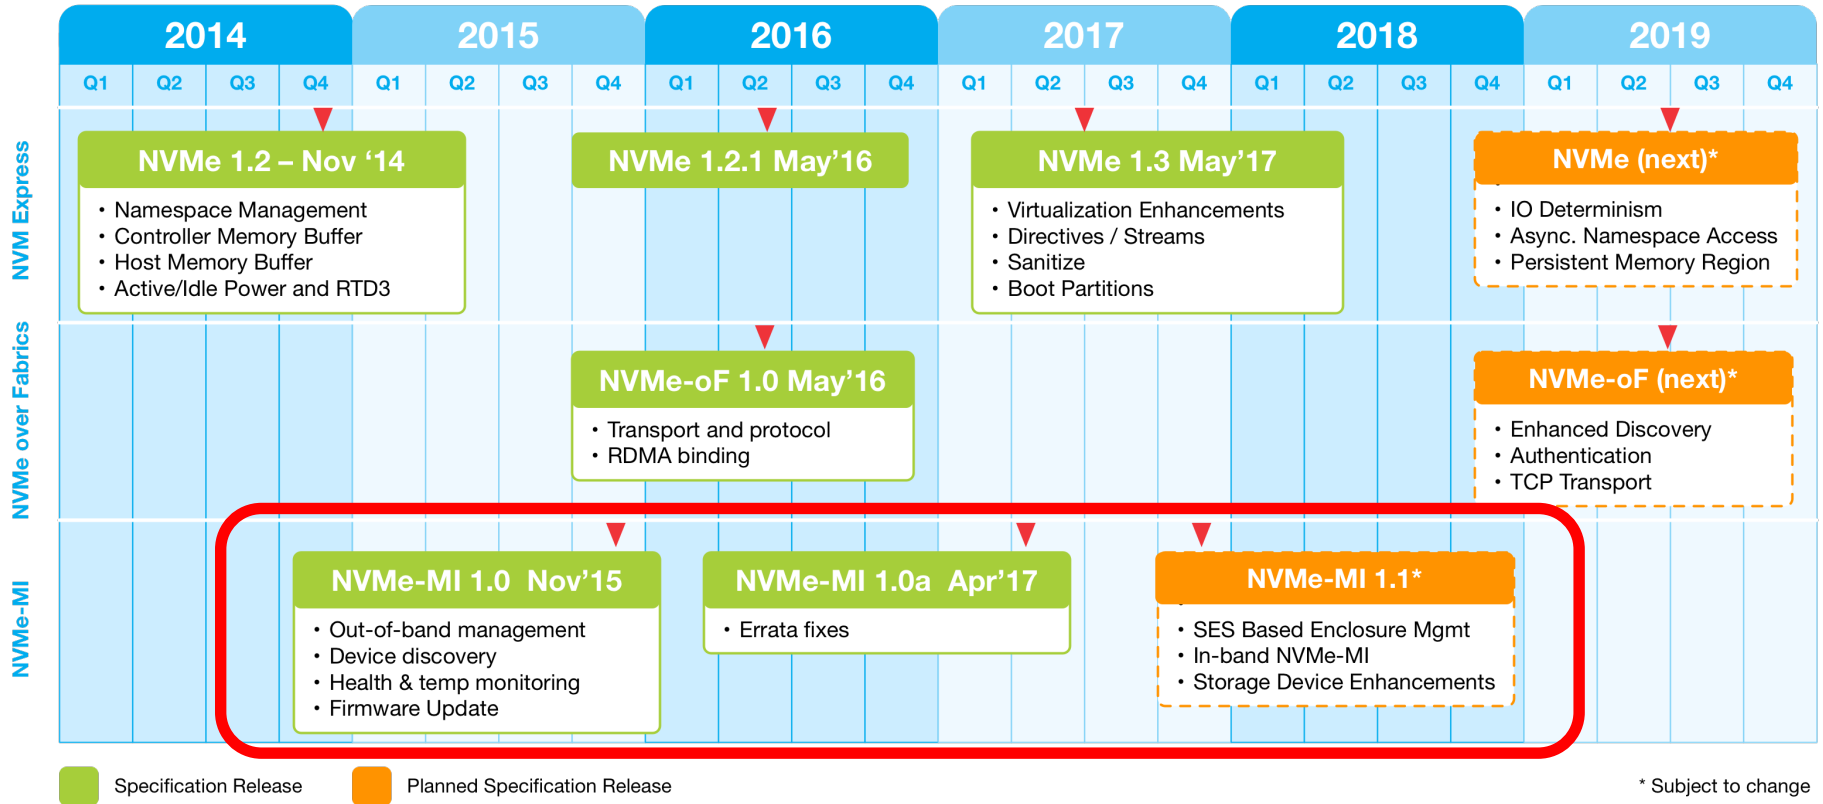 2014 2015 2016 2017 2018 2019
Q1 Q2 Q3 Q4 Q1 Q2 Q3 Q4 Q1 Q2 Q3 Q4 Q1 Q2 Q3 Q4 Q1 Q2 Q3 Q4 Q1 Q2 Q3 Q4
NVM Express
NVMe 1.2 – Nov ‘14
• Namespace Management
• Controller Memory Buffer
• Host Memory Buffer
• Active/Idle Power and RTD3
NVMe 1.2.1 May’16
NVMe 1.3 May’17
• Virtualization Enhancements
• Directives / Streams
• Sanitize
• Boot Partitions
NVMe (next)*
• IO Determinism
• Async. Namespace Access
• Persistent Memory Region
NVMe over Fabrics
NVMe-oF 1.0 May’16
• Transport and protocol
• RDMA binding
NVMe-oF (next)*
• Enhanced Discovery
• Authentication
• TCP Transport
NVMe-MI
NVMe-MI 1.0 Nov’15
• Out-of-band management
• Device discovery
• Health & temp monitoring
• Firmware Update
NVMe-MI 1.0a Apr’17
• Errata fixes
NVMe-MI 1.1*
• SES Based Enclosure Mgmt
• In-band NVMe-MI
• Storage Device Enhancements
Specification Release
Planned Specification Release
* Subject to change